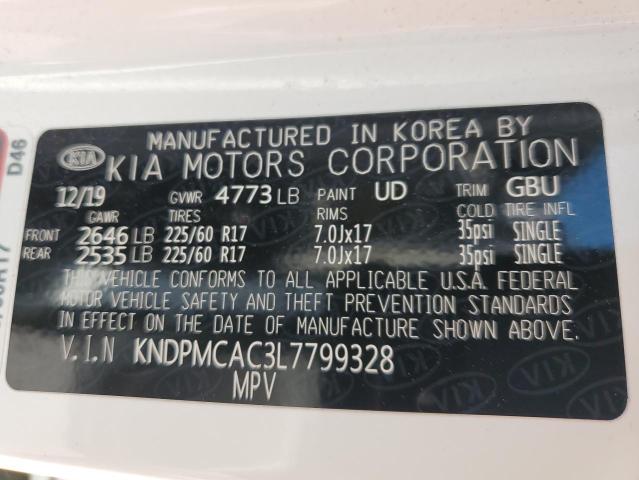 MANUFACTURED IN KOREA BY
KIA KIA MOTORS CORPORATION
12/19 GVWR 4773 LB PAINT UD TRIM GBU
GAWR TIRES RIMS COLD TIRE INFL
FRONT 2646 LB 225/60 R17 7.0Jx17 35psi SINGLE
REAR 2535 LB 225/60 R17 7.0Jx17 35psi SINGLE
THIS VEHICLE CONFORMS TO ALL APPLICABLE U.S.A. FEDERAL
MOTOR VEHICLE SAFETY AND THEFT PREVENTION STANDARDS
IN EFFECT ON THE DATE OF MANUFACTURE SHOWN ABOVE.
V.I.N KNDPMCAC3L7799328
MPV
D46